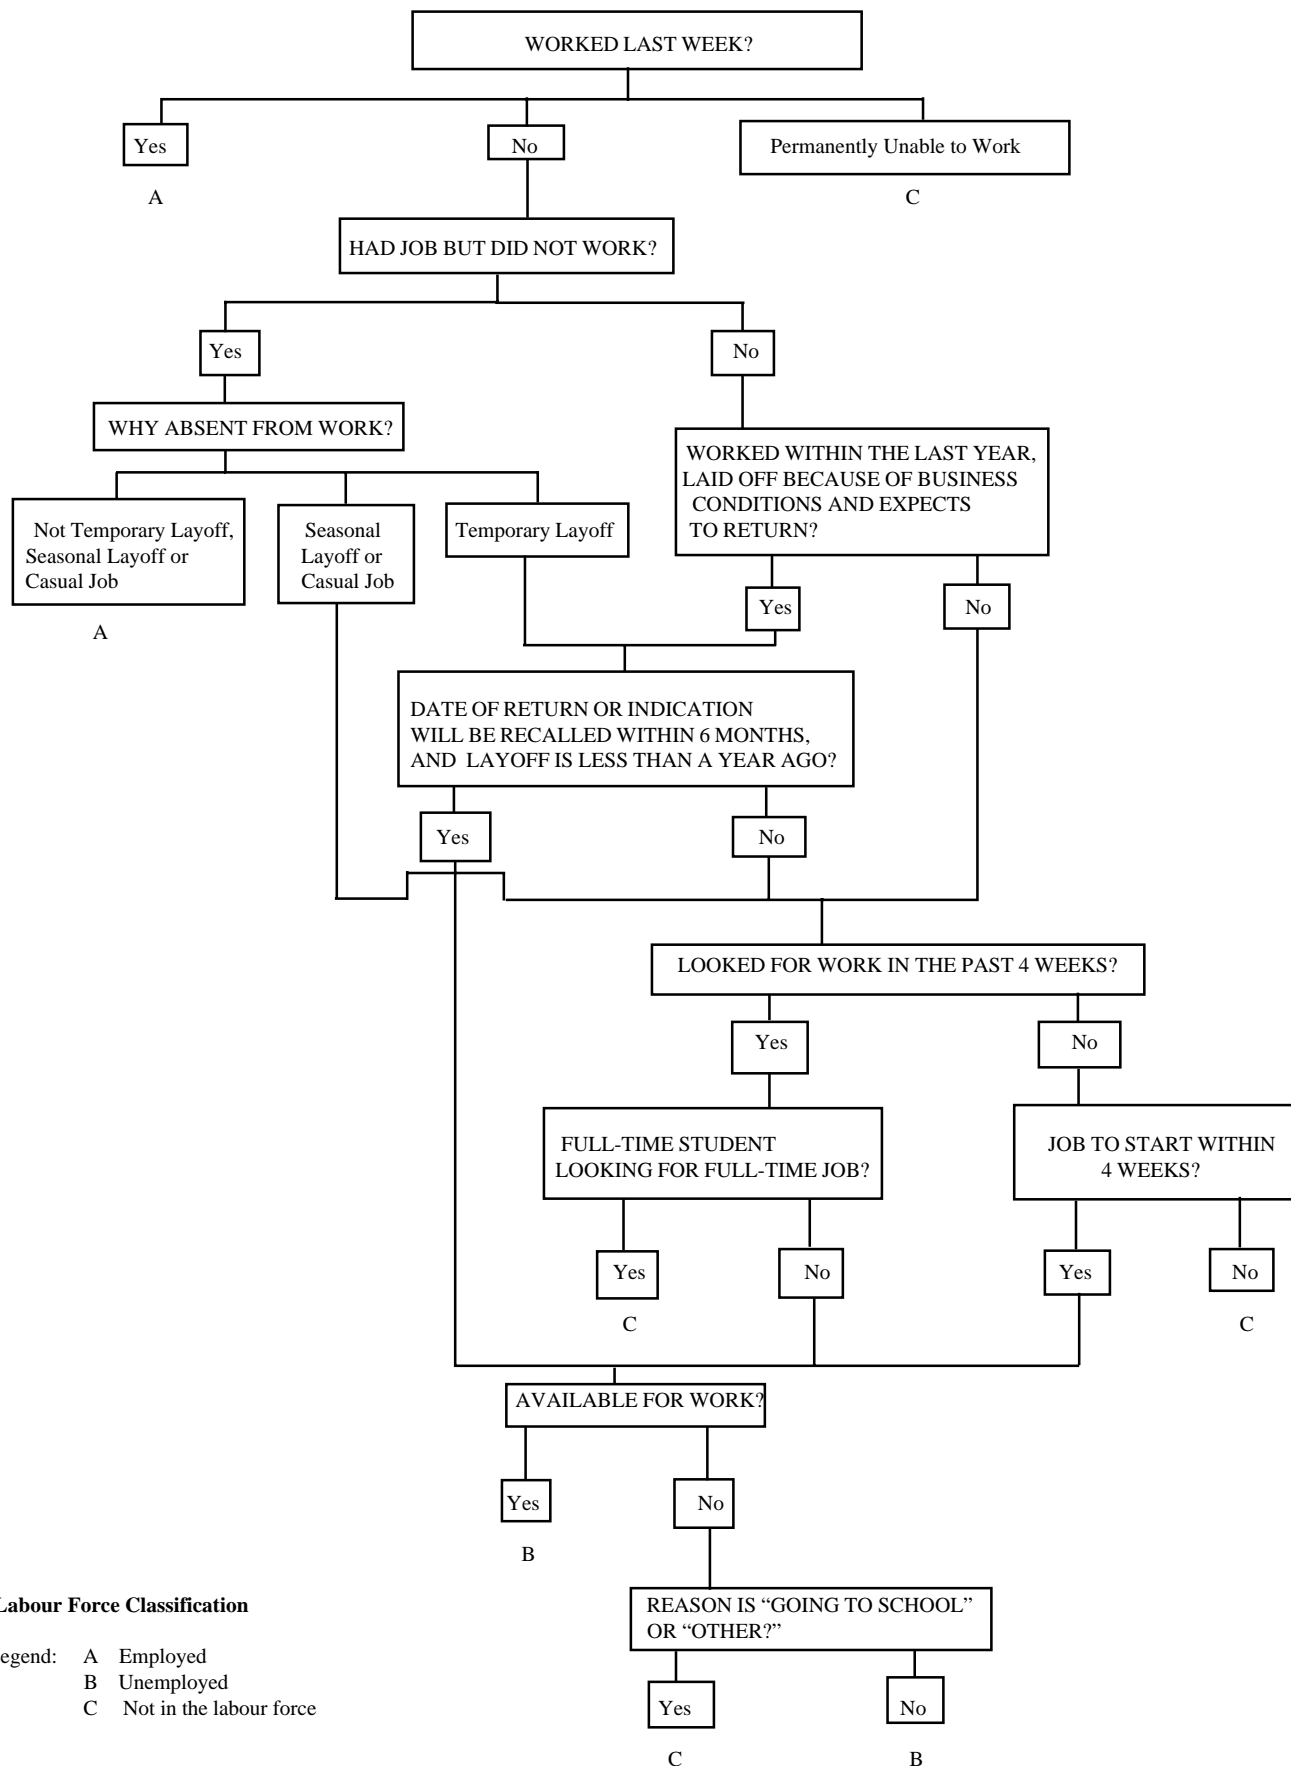 WORKED LAST WEEK?
Yes
No
Permanently Unable to Work
A
C
HAD JOB BUT DID NOT WORK?
Yes
No
WHY ABSENT FROM WORK?
WORKED WITHIN THE LAST YEAR,
LAID OFF BECAUSE OF BUSINESS
CONDITIONS AND EXPECTS
TO RETURN?
Not Temporary Layoff,
Seasonal Layoff or
Casual Job
Seasonal
Layoff or
Casual Job
Temporary Layoff
A
Yes
No
DATE OF RETURN OR INDICATION
WILL BE RECALLED WITHIN 6 MONTHS,
AND LAYOFF IS LESS THAN A YEAR AGO?
Yes
No
LOOKED FOR WORK IN THE PAST 4 WEEKS?
Yes
No
FULL-TIME STUDENT
LOOKING FOR FULL-TIME JOB?
JOB TO START WITHIN
4 WEEKS?
Yes
No
Yes
No
C
C
AVAILABLE FOR WORK?
Yes
No
B
REASON IS “GOING TO SCHOOL”
OR “OTHER?”
Yes
No
C
B
Labour Force Classification
egend: A Employed
B Unemployed
C Not in the labour force